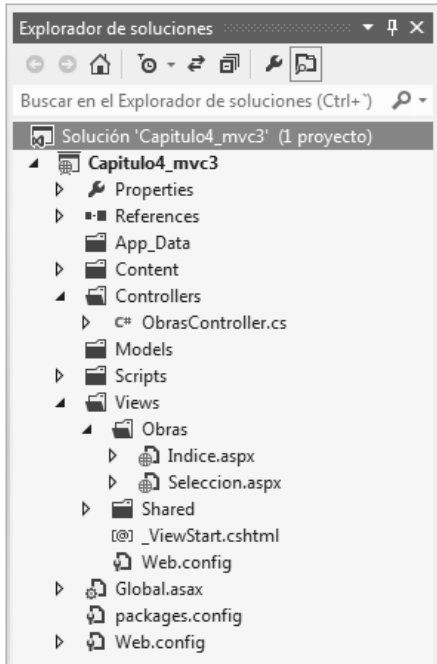 Explorador de soluciones
Buscar en el Explorador de soluciones (Ctrl+`)
Solución 'Capitulo4_mvc3' (1 proyecto)
Capitulo4_mvc3
Properties
References
App_Data
Content
Controllers
C# ObrasController.cs
Models
Scripts
Views
Obras
Indice.aspx
Seleccion.aspx
Shared
[@] _ViewStart.cshtml
Web.config
Global.asax
packages.config
Web.config